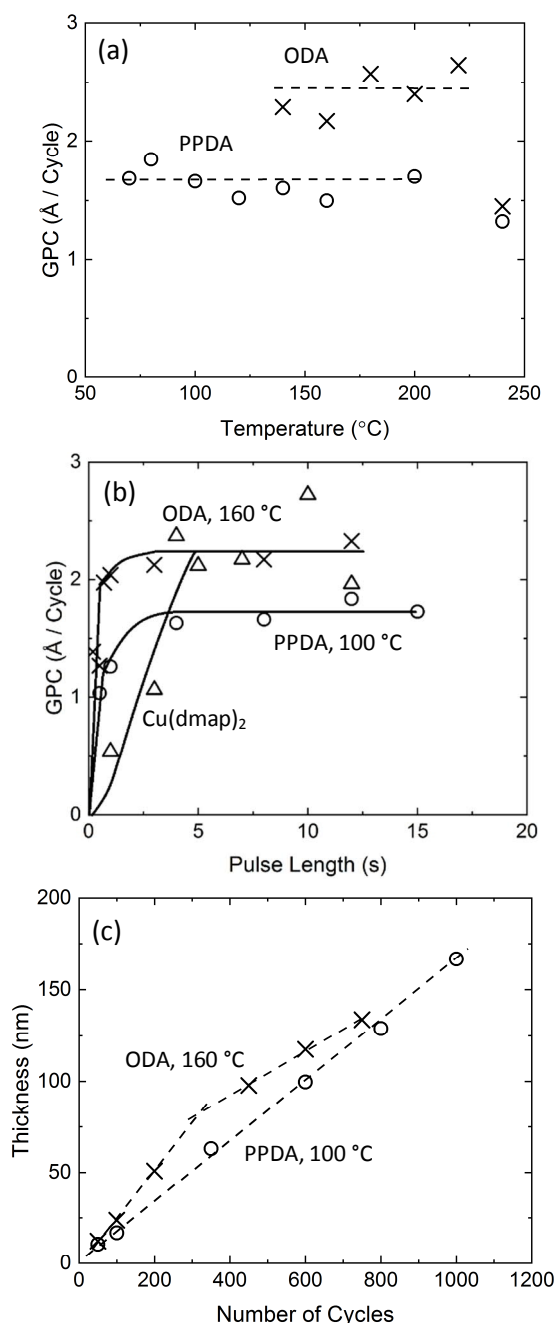 3
(a)
ODA
2
PPDA
GPC (Å / Cycle)
1
0
50 100 150 200 250
Temperature (°C)
3
(b)
ODA, 160 °C
2
PPDA, 100 °C
GPC (Å / Cycle)
1
Cu(dmap)₂
0
0 5 10 15 20
Pulse Length (s)
200
(c)
150
ODA, 160 °C
Thickness (nm)
100
PPDA, 100 °C
50
0
0 200 400 600 800 1000 1200
Number of Cycles